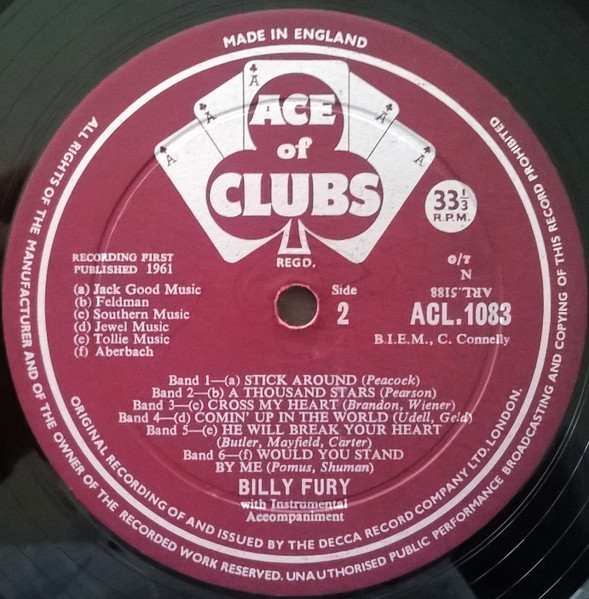 MADE IN ENGLAND
A
A
A
A
ACE
of
CLUBS
REGD.
33⅓
R.P.M.
O/T
N
ARL.5188
RECORDING FIRST
PUBLISHED 1961
(a) Jack Good Music
(b) Feldman
(c) Southern Music
(d) Jewel Music
(e) Tollie Music
(f) Aberbach
Side
2
ACL.1083
B.I.E.M., C. Connelly
Band 1—(a) STICK AROUND (Peacock)
Band 2—(b) A THOUSAND STARS (Pearson)
Band 3—(c) CROSS MY HEART (Brandon, Wiener)
Band 4—(d) COMIN' UP IN THE WORLD (Udell, Geld)
Band 5—(e) HE WILL BREAK YOUR HEART
(Butler, Mayfield, Carter)
Band 6—(f) WOULD YOU STAND
BY ME (Pomus, Shuman)
BILLY FURY
with Instrumental
Accompaniment
ORIGINAL RECORDING OF AND ISSUED BY THE DECCA RECORD COMPANY LTD. LONDON.
ALL RIGHTS OF THE MANUFACTURER AND OF THE OWNER OF THE RECORDED WORK RESERVED. UNAUTHORISED PUBLIC PERFORMANCE BROADCASTING AND COPYING OF THIS RECORD PROHIBITED